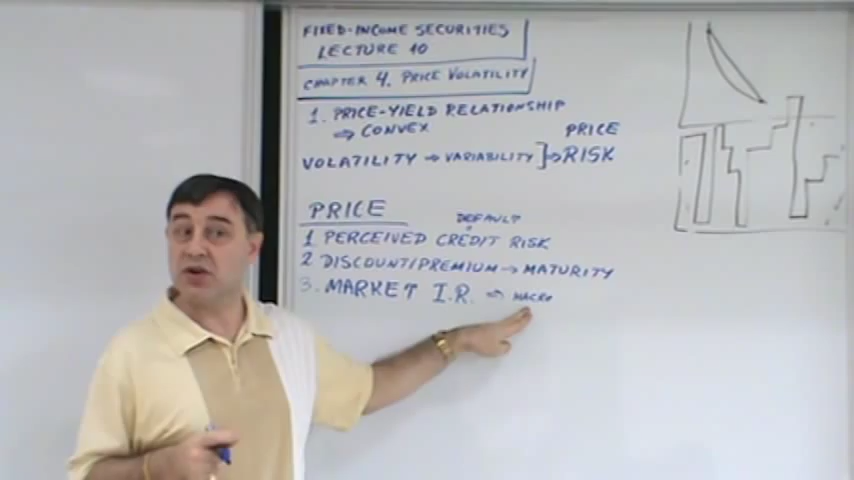 FIXED-INCOME SECURITIES
LECTURE 10
CHAPTER 4. PRICE VOLATILITY
1. PRICE-YIELD RELATIONSHIP
⇒ CONVEX
PRICE
VOLATILITY → VARIABILITY } ⇒ RISK
PRICE
DEFAULT
1 PERCEIVED CREDIT RISK
2 DISCOUNT/PREMIUM → MATURITY
3. MARKET I.R. ⇐ MACRO